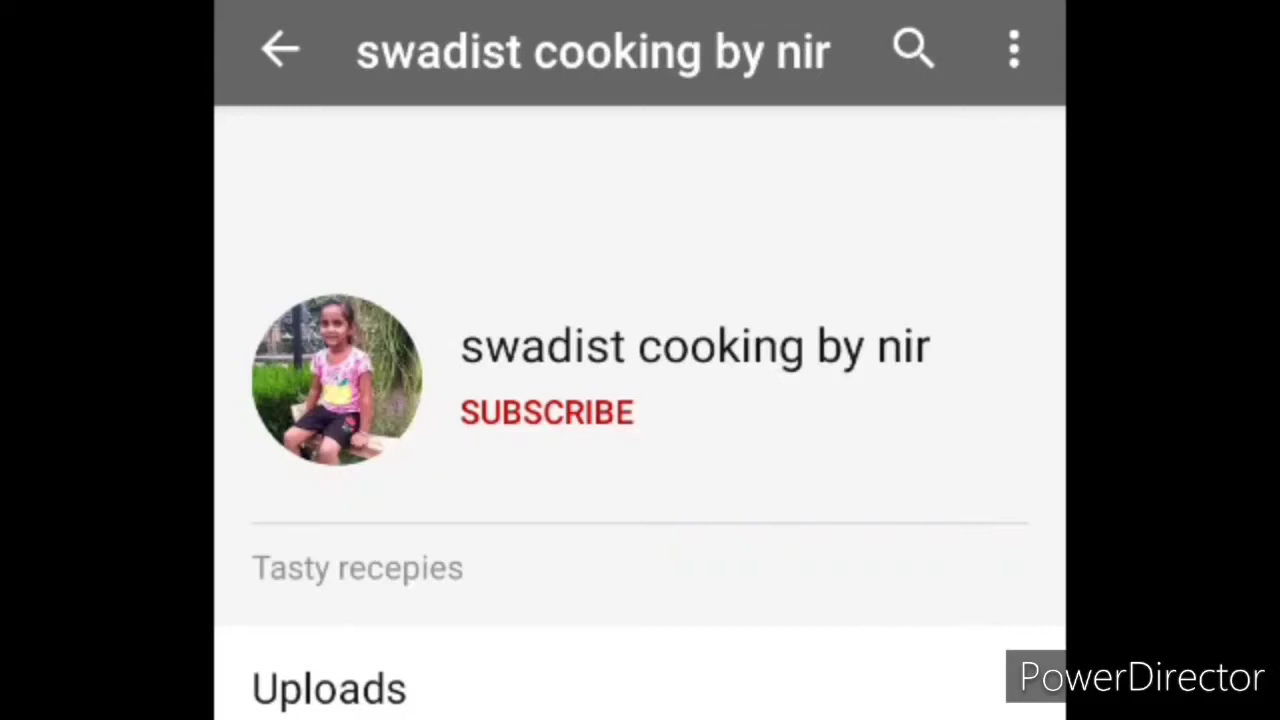 swadist cooking by nir
swadist cooking by nir
SUBSCRIBE
Tasty recepies
Uploads
PowerDirector